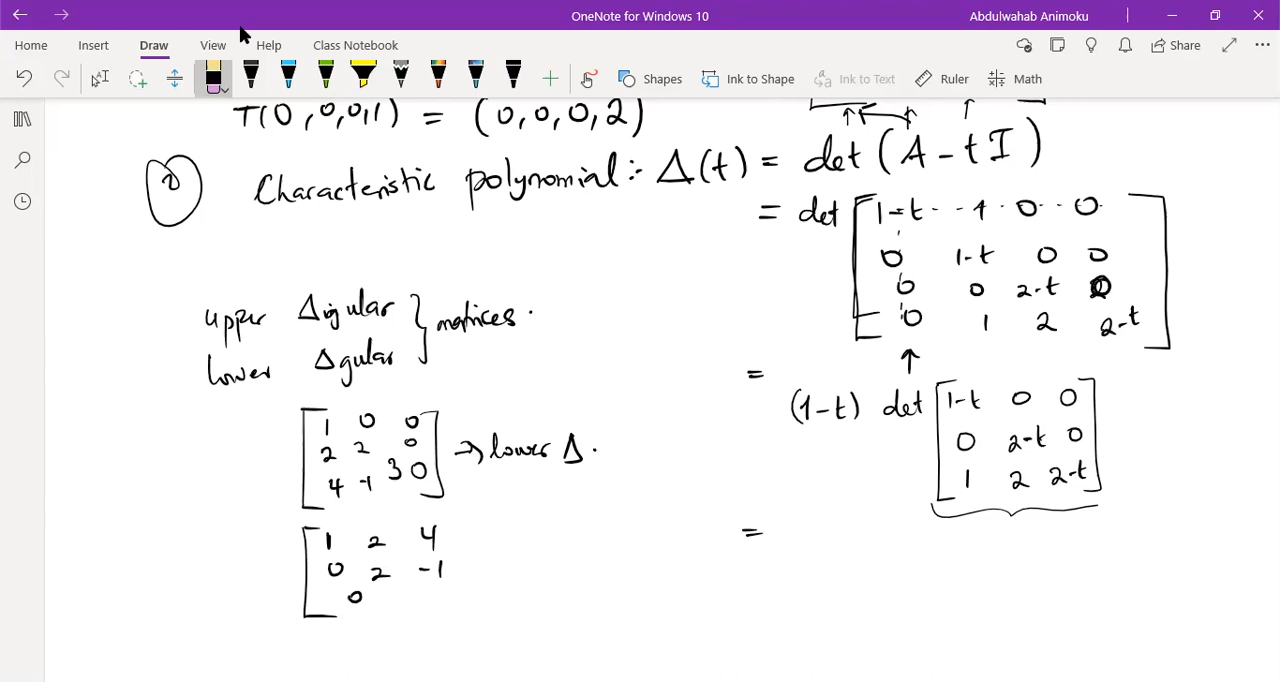 OneNote for Windows 10
Abdulwahab Animoku
Home Insert Draw View Help Class Notebook Share
Shapes Ink to Shape Ink to Text Ruler Math
T(0,0,0,1) = (0,0,0,2)
② Characteristic polynomial:- Δ(t) = det (A - tI)
= det [1-t -1 0 0
0 1-t 0 0
0 0 2-t 0
0 1 2 2-t]
upper Δigular } matrices.
lower Δgular
= (1-t) det [1-t 0 0
0 2-t 0
1 2 2-t]
[1 0 0
2 2 0
4 -1 3 0] → lower Δ.
[1 2 4
0 2 -1
0
=